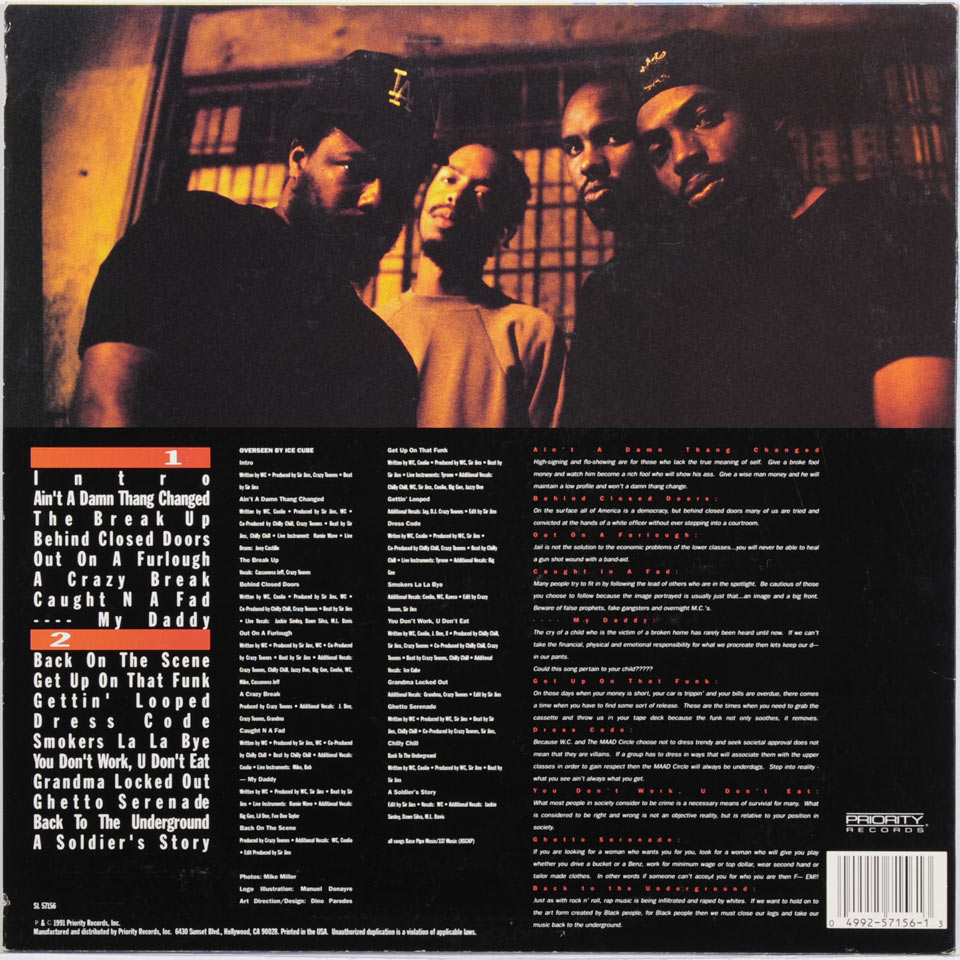 LA
1
Intro
Ain't A Damn Thang Changed
The Break Up
Behind Closed Doors
Out On A Furlough
A Crazy Break
Caught N A Fad
---- My Daddy
2
Back On The Scene
Get Up On That Funk
Gettin' Looped
Dress Code
Smokers La La Bye
You Don't Work, U Don't Eat
Grandma Locked Out
Ghetto Serenade
Back To The Underground
A Soldier's Story
SL 57156
P & C 1991 Priority Records, Inc.
Manufactured and distributed by Priority Records, Inc. 6430 Sunset Blvd., Hollywood, CA 90028. Printed in the USA. Unauthorized duplication is a violation of applicable laws.
OVERSEEN BY ICE CUBE
Intro
Written by WC • Produced by Sir Jinx, Crazy Toones • Beat
by Sir Jinx
Ain't A Damn Thang Changed
Written by WC, Coolio • Produced by Sir Jinx, WC •
Co-Produced by Chilly Chill, Crazy Toones • Beat by Sir
Jinx, Chilly Chill • Live Instrument: Ramie Wave • Live
Drums: Joey Castillo
The Break Up
Vocals: Casanova Jeff, Crazy Toones
Behind Closed Doors
Written by WC, Coolio • Produced by Sir Jinx, WC •
Co-Produced by Chilly Chill, Crazy Toones • Beat by Sir Jinx
• Live Vocals: Jackie Simley, Dawn Silva, M.L. Davis
Out On A Furlough
Written by WC • Produced by Sir Jinx, WC • Co-Produced
by Crazy Toones • Beat by Sir Jinx • Additional Vocals:
Crazy Toones, Chilly Chill, Jazzy Dee, Big Gee, Coolio, WC,
Mike, Casanova Jeff
A Crazy Break
Produced by Crazy Toones • Additional Vocals: J. Dee,
Crazy Toones, Grandma
Caught N A Fad
Written by WC • Produced by Sir Jinx, WC • Co-Produced
by Chilly Chill • Beat by Chilly Chill • Additional Vocals:
Coolio • Live Instruments: Mike, Bob
— My Daddy
Written by WC • Produced by WC, Sir Jinx • Beat by Sir
Jinx • Live Instruments: Ramie Wave • Additional Vocals:
Big Gee, Lil Dee, Fon Dee Taylor
Back On The Scene
Produced by Crazy Toones • Additional Vocals: WC, Coolio
• Edit Produced by Sir Jinx
Photos: Mike Miller
Logo Illustration: Manuel Donayre
Art Direction/Design: Dino Paredes
Get Up On That Funk
Written by WC, Coolio • Produced by WC, Sir Jinx • Beat by
Sir Jinx • Live Instruments: Tyrone • Additional Vocals:
Chilly Chill, WC, Sir Jinx, Coolio, Big Gee, Jazzy Dee
Gettin' Looped
Additional Vocals: Jay, D.J. Crazy Toones • Edit by Sir Jinx
Dress Code
Written by WC, Coolio • Produced by WC, Sir Jinx •
Co-Produced by Chilly Chill, Crazy Toones • Beat by Chilly
Chill • Live Instruments: Tyrone • Additional Vocals: Big
Gee
Smokers La La Bye
Additional Vocals: Coolio, WC, • Edit by Crazy
Toones, Sir Jinx
You Don't Work, U Don't Eat
Written by WC, Coolio, J. Dee, • Produced by Chilly Chill,
Sir Jinx, Crazy Toones • Co-Produced by Chilly Chill, Crazy
Toones • Beat by Crazy Toones, Chilly Chill • Additional
Vocals: Ice Cube
Grandma Locked Out
Additional Vocals: Grandma, Crazy Toones • Edit by Sir Jinx
Ghetto Serenade
Written by WC • Produced by WC, Sir Jinx • Beat by Sir
Jinx, Chilly Chill • Co-Produced by Crazy Toones, Sir Jinx,
Chilly Chill
Back To The Underground
Written by WC, Coolio • Produced by WC, Sir Jinx • Beat by
Sir Jinx
A Soldier's Story
Edit by Sir Jinx • Vocals: WC • Additional Vocals: Jackie
Simley, Dawn Silva, M.L. Davis
all songs Base Pipe Music/337 Music (ASCAP)
Ain't A Damn Thang Changed
High-signing and flo-showing are for those who lack the true meaning of self. Give a broke fool
money and watch him become a rich fool who will show his ass. Give a wise man money and he will
maintain a low profile and won't a damn thang change.
Behind Closed Doors:
On the surface all of America is a democracy, but behind closed doors many of us are tried and
convicted at the hands of a white officer without ever stepping into a courtroom.
Out On A Furlough:
Jail is not the solution to the economic problems of the lower classes...you will never be able to heal
a gun shot wound with a band-aid.
Caught In A Fad:
Many people try to fit in by following the lead of others who are in the spotlight. Be cautious of those
you choose to follow because the image portrayed is usually just that...an image and a big front.
Beware of false prophets, fake gangsters and overnight M.C.'s.
---- My Daddy:
The cry of a child who is the victim of a broken home has rarely been heard until now. If we can't
take the financial, physical and emotional responsibility for what we procreate then lets keep our d—
in our pants.
Could this song pertain to your child?????
Get Up On That Funk:
On those days when your money is short, your car is trippin' and your bills are overdue, there comes
a time when you have to find some sort of release. These are the times when you need to grab the
cassette and throw us in your tape deck because the funk not only soothes, it removes.
Dress Code:
Because W.C. and The MAAD Circle choose not to dress trendy and seek societal approval does not
mean that they are villains. If a group has to dress in ways that will associate them with the upper
classes in order to gain respect then the MAAD Circle will always be underdogs. Step into reality -
what you see ain't always what you get.
You Don't Work, U Don't Eat:
What most people in society consider to be crime is a necessary means of survivial for many. What
is considered to be right and wrong is not an objective reality, but is relative to your position in
society.
Ghetto Serenade:
If you are looking for a woman who wants you for you, look for a woman who will give you play
whether you drive a bucket or a Benz, work for minimum wage or top dollar, wear second hand or
tailor made clothes. In other words if someone can't accept you for who you are then F— EM!!
Back to the Underground:
Just as with rock n' roll, rap music is being infiltrated and raped by whites. If we want to hold on to
the art form created by Black people, for Black people then we must close our legs and take our
music back to the underground.
PRIORITY
RECORDS
0 4992-57156-1 3